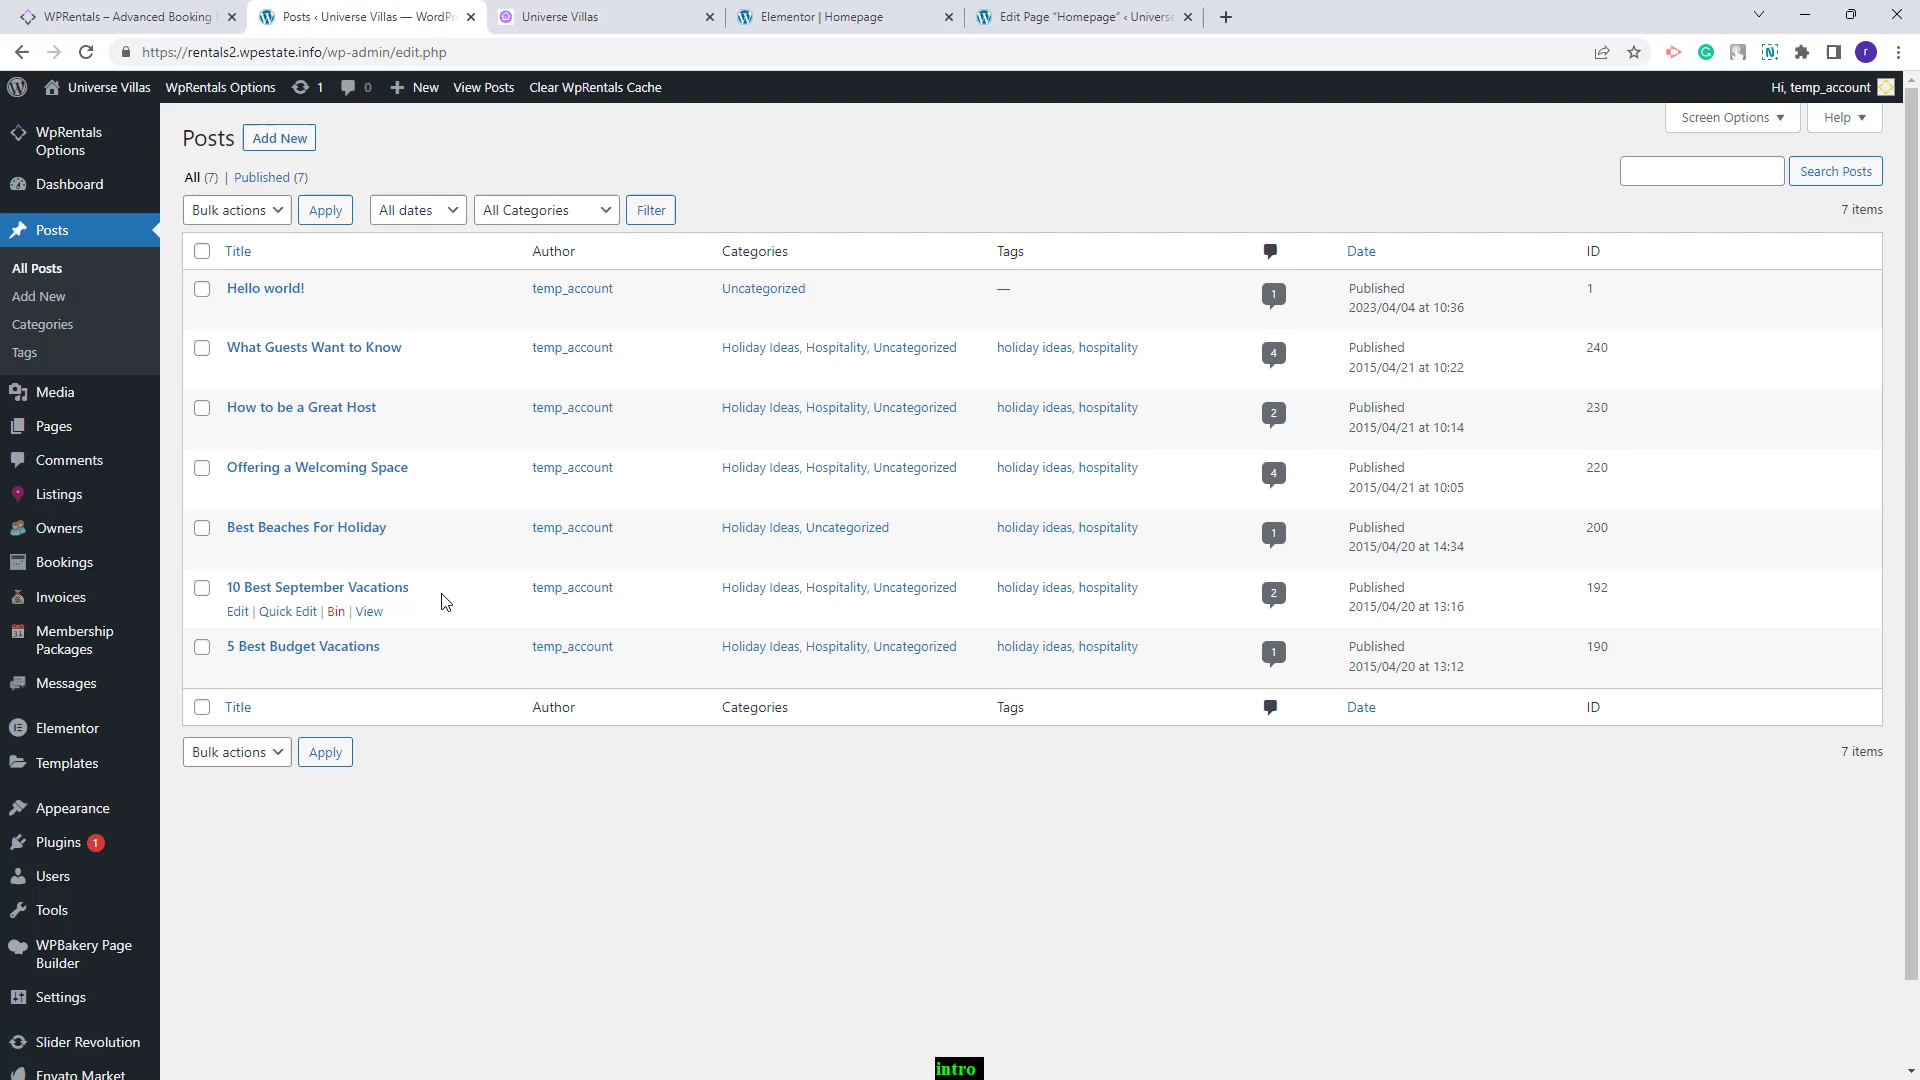 WPRentals – Advanced Booking
Posts ‹ Universe Villas — WordPr
Universe Villas
Elementor | Homepage
Edit Page “Homepage” ‹ Universe
https://rentals2.wpestate.info/wp-admin/edit.php
r
Universe Villas
WpRentals Options
1
0
New
View Posts
Clear WpRentals Cache
Hi, temp_account
WpRentals
Options
Dashboard
Posts
All Posts
Add New
Categories
Tags
Media
Pages
Comments
Listings
Owners
Bookings
Invoices
Membership
Packages
Messages
Elementor
Templates
Appearance
Plugins 1
Users
Tools
WPBakery Page
Builder
Settings
Slider Revolution
Envato Market
Screen Options
Help
Posts
Add New
All (7) | Published (7)
Search Posts
Bulk actions
Apply
All dates
All Categories
Filter
7 items
Title Author Categories Tags Date ID
Hello world! temp_account Uncategorized — 1 Published 1
2023/04/04 at 10:36
What Guests Want to Know temp_account Holiday Ideas, Hospitality, Uncategorized holiday ideas, hospitality 4 Published 240
2015/04/21 at 10:22
How to be a Great Host temp_account Holiday Ideas, Hospitality, Uncategorized holiday ideas, hospitality 2 Published 230
2015/04/21 at 10:14
Offering a Welcoming Space temp_account Holiday Ideas, Hospitality, Uncategorized holiday ideas, hospitality 4 Published 220
2015/04/21 at 10:05
Best Beaches For Holiday temp_account Holiday Ideas, Uncategorized holiday ideas, hospitality 1 Published 200
2015/04/20 at 14:34
10 Best September Vacations temp_account Holiday Ideas, Hospitality, Uncategorized holiday ideas, hospitality 2 Published 192
Edit | Quick Edit | Bin | View 2015/04/20 at 13:16
5 Best Budget Vacations temp_account Holiday Ideas, Hospitality, Uncategorized holiday ideas, hospitality 1 Published 190
2015/04/20 at 13:12
Title Author Categories Tags Date ID
Bulk actions
Apply
7 items
intro